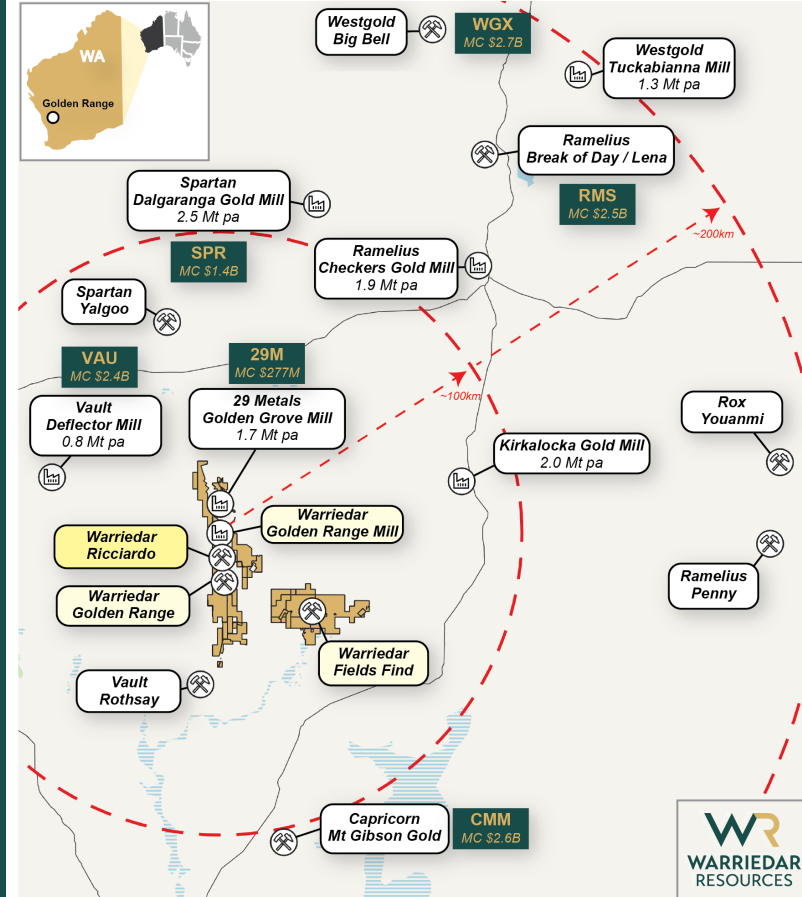 WA
Golden Range
Westgold
Big Bell
WGX
MC $2.7B
Westgold
Tuckabianna Mill
1.3 Mt pa
Ramelius
Break of Day / Lena
RMS
MC $2.5B
~200km
Spartan
Dalgaranga Gold Mill
2.5 Mt pa
SPR
MC $1.4B
Ramelius
Checkers Gold Mill
1.9 Mt pa
Spartan
Yalgoo
VAU
MC $2.4B
29M
MC $277M
Vault
Deflector Mill
0.8 Mt pa
29 Metals
Golden Grove Mill
1.7 Mt pa
~100km
Rox
Youanmi
Kirkalocka Gold Mill
2.0 Mt pa
Warriedar
Golden Range Mill
Warriedar
Ricciardo
Warriedar
Golden Range
Ramelius
Penny
Warriedar
Fields Find
Vault
Rothsay
Capricorn
Mt Gibson Gold
CMM
MC $2.6B
WR
WARRIEDAR
RESOURCES